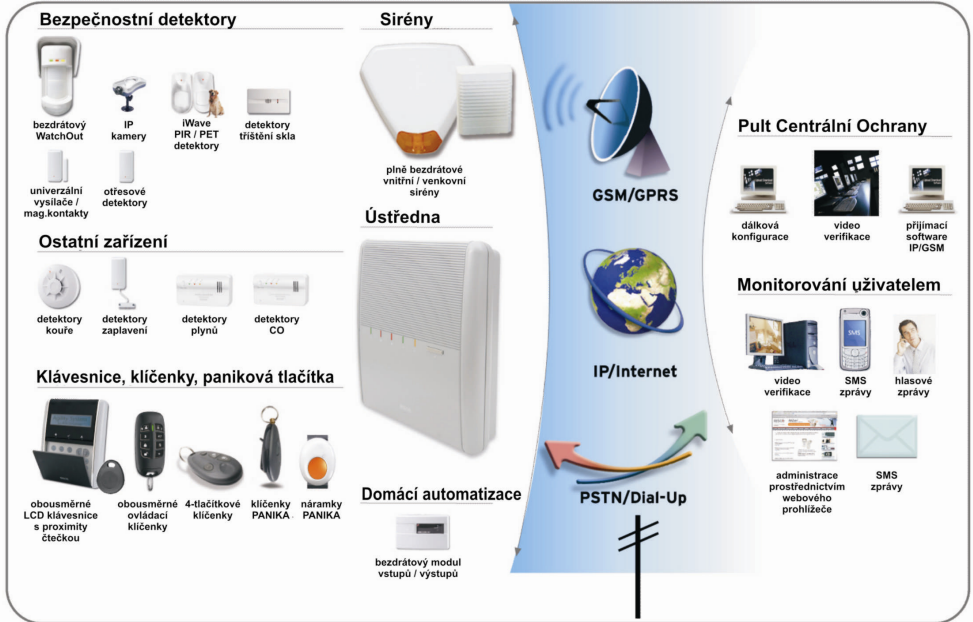 Bezpečnostní detektory
bezdrátový
WatchOut
IP
kamery
iWave
PIR / PET
detektory
detektory
tříštění skla
univerzální
vysílače /
mag.kontakty
otřesové
detektory
Ostatní zařízení
detektory
kouře
detektory
zaplavení
detektory
plynů
detektory
CO
Klávesnice, klíčenky, paniková tlačítka
obousměrné
LCD klávesnice
s proximity
čtečkou
obousměrné
ovládací
klíčenky
4-tlačítkové
klíčenky
klíčenky
PANIKA
náramky
PANIKA
Sirény
plně bezdrátové
vnitřní / venkovní
sirény
Ústředna
Domácí automatizace
bezdrátový modul
vstupů / výstupů
GSM/GPRS
IP/Internet
PSTN/Dial-Up
Pult Centrální Ochrany
dálková
konfigurace
video
verifikace
přijímací
software
IP/GSM
Monitorování uživatelem
video
verifikace
SMS
SMS
zprávy
hlasové
zprávy
administrace
prostřednictvím
webového
prohlížeče
SMS
zprávy